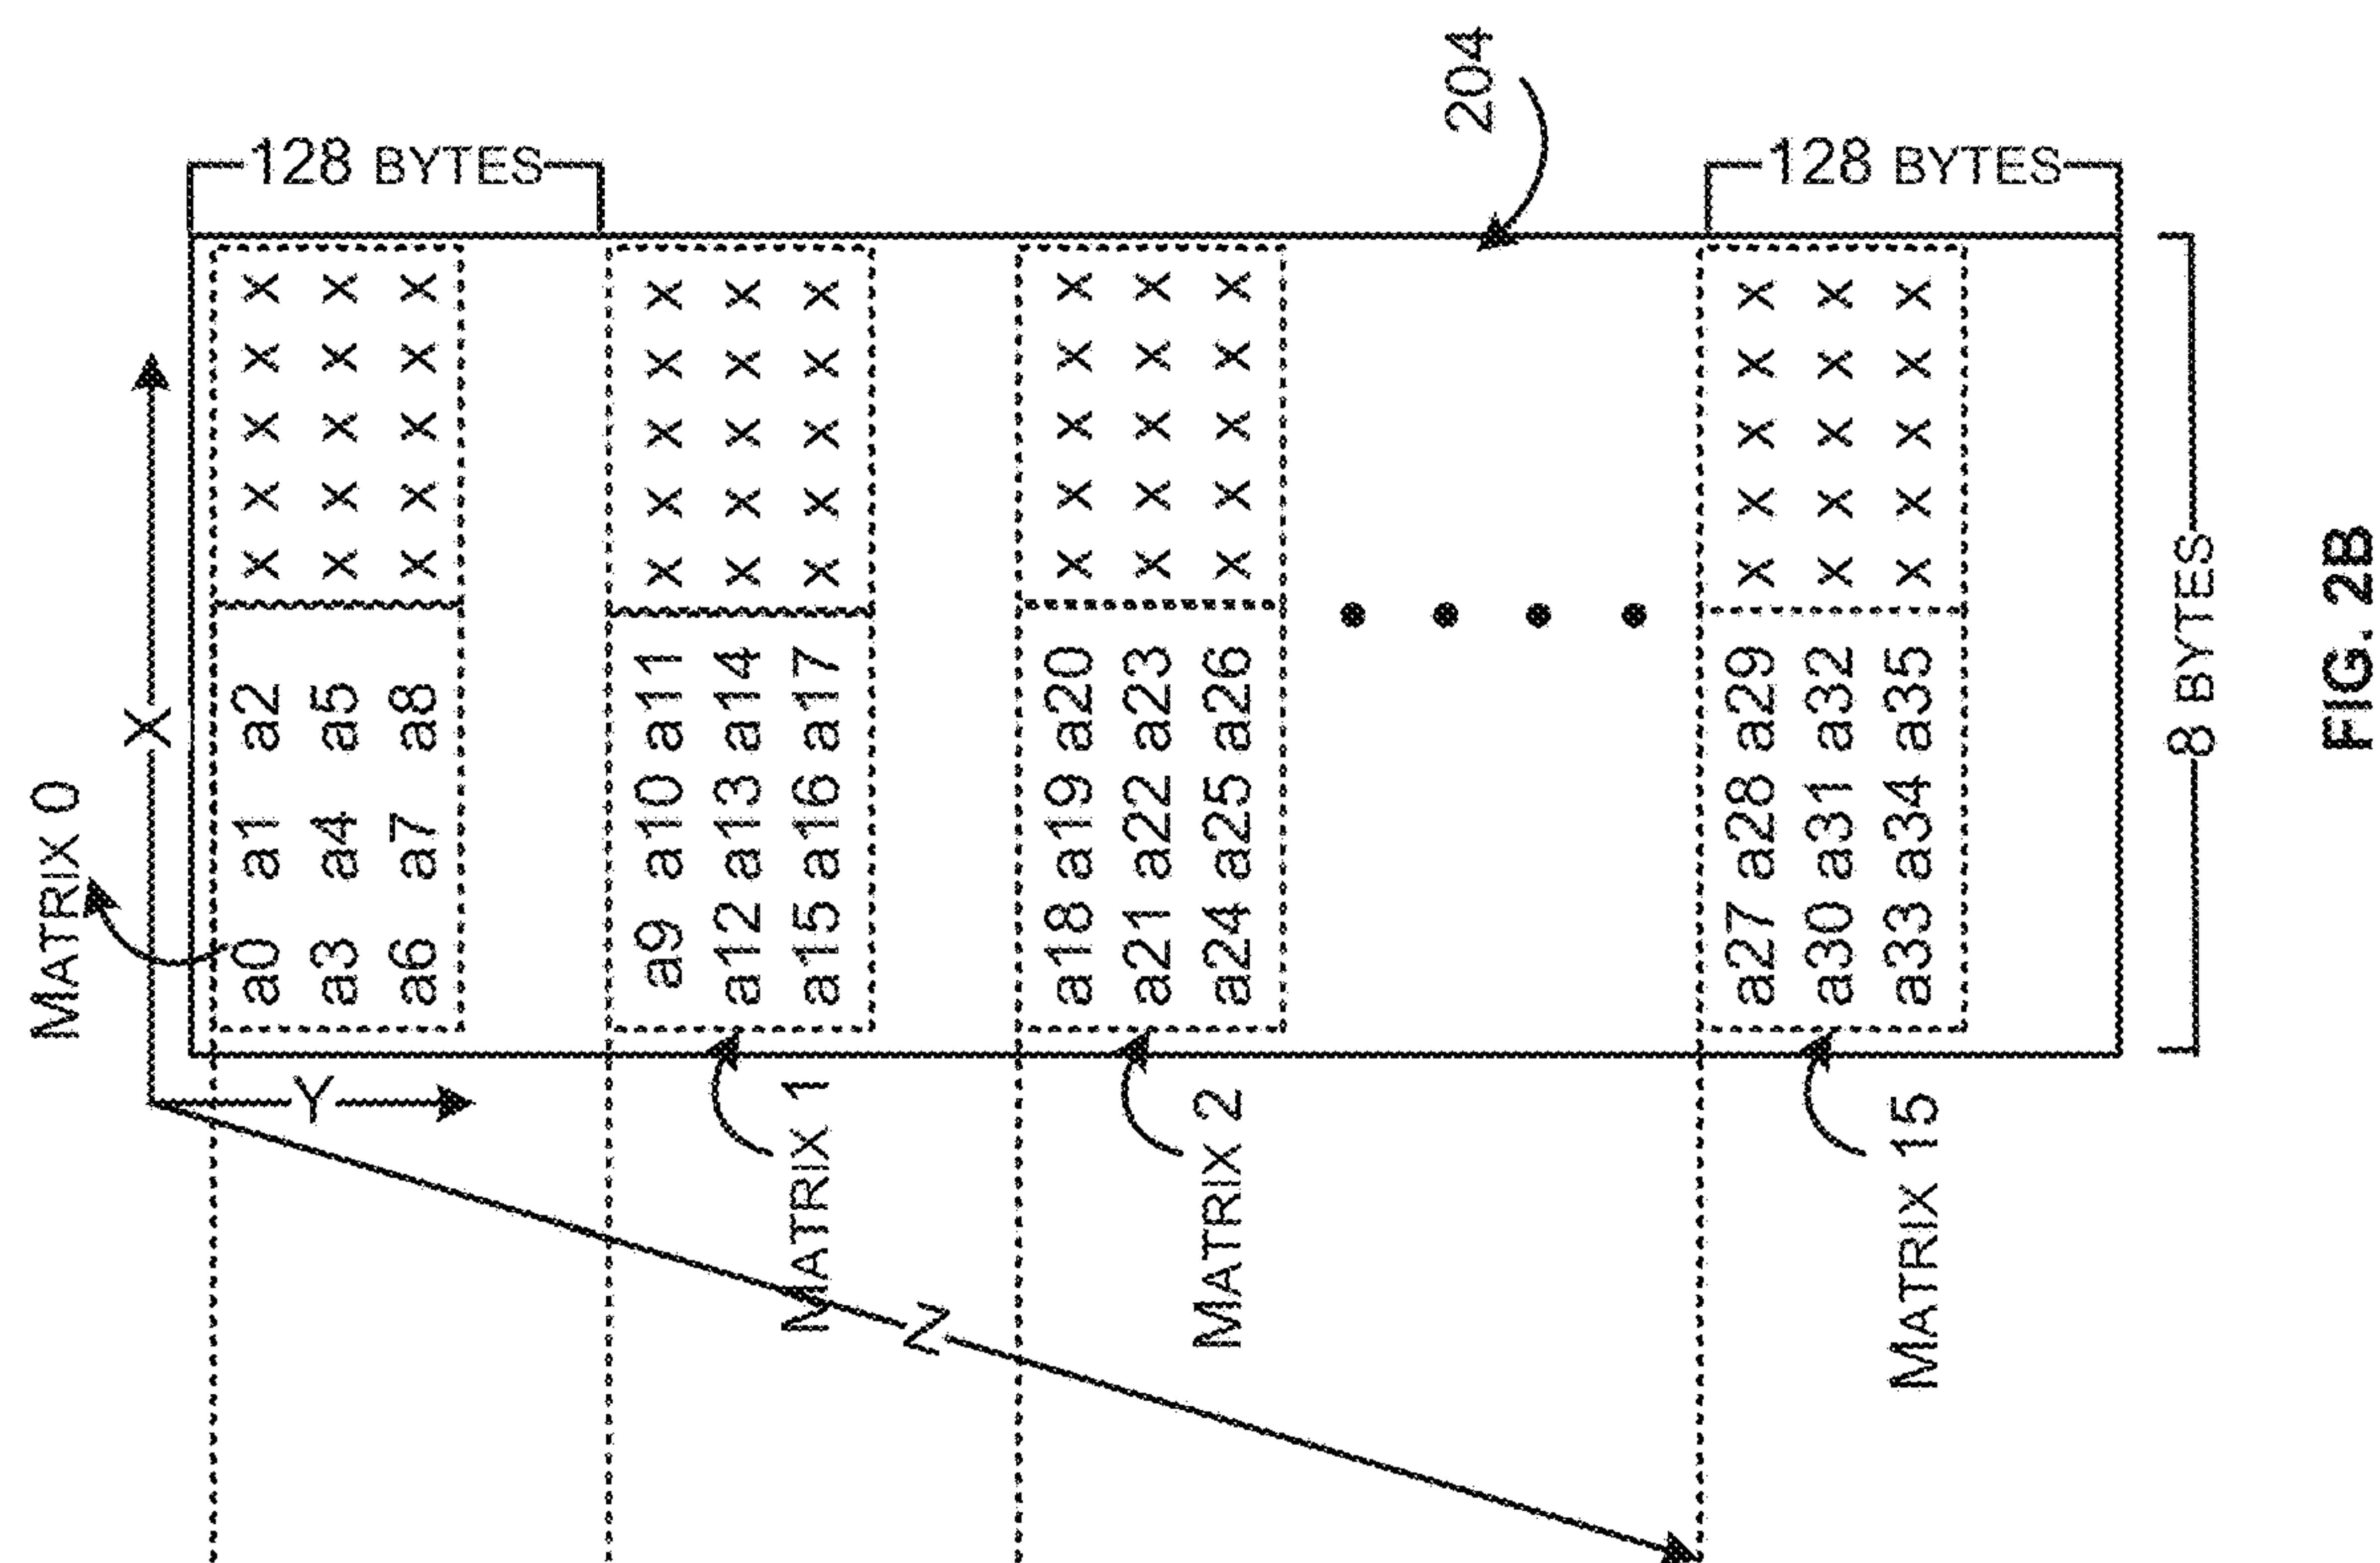 MATRIX 0
X
a0 a1 a2 x x x x x
Y
a3 a4 a5 x x x x x
128 BYTES
a6 a7 a8 x x x x x
a9 a10 a11 x x x x x
a12 a13 a14 x x x x x
MATRIX 1
a15 a16 a17 x x x x x
Z
a18 a19 a20 x x x x x
a21 a22 a23 x x x x x
MATRIX 2
a24 a25 a26 x x x x x
204
a27 a28 a29 x x x x x
a30 a31 a32 x x x x x
128 BYTES
MATRIX 15
a33 a34 a35 x x x x x
8 BYTES
FIG. 2B